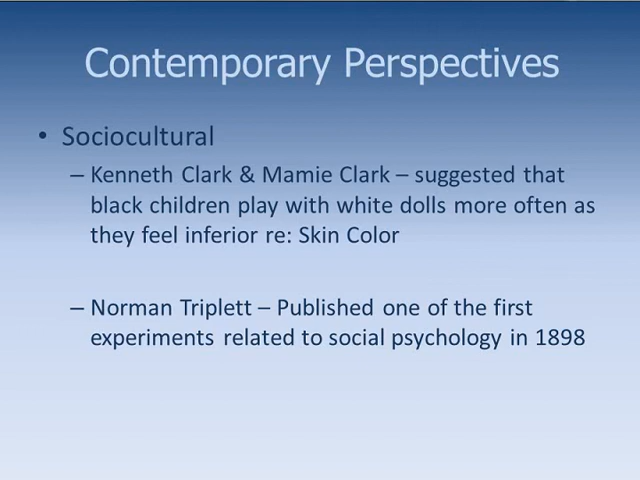 Contemporary Perspectives
• Sociocultural
– Kenneth Clark & Mamie Clark – suggested that
black children play with white dolls more often as
they feel inferior re: Skin Color
– Norman Triplett – Published one of the first
experiments related to social psychology in 1898